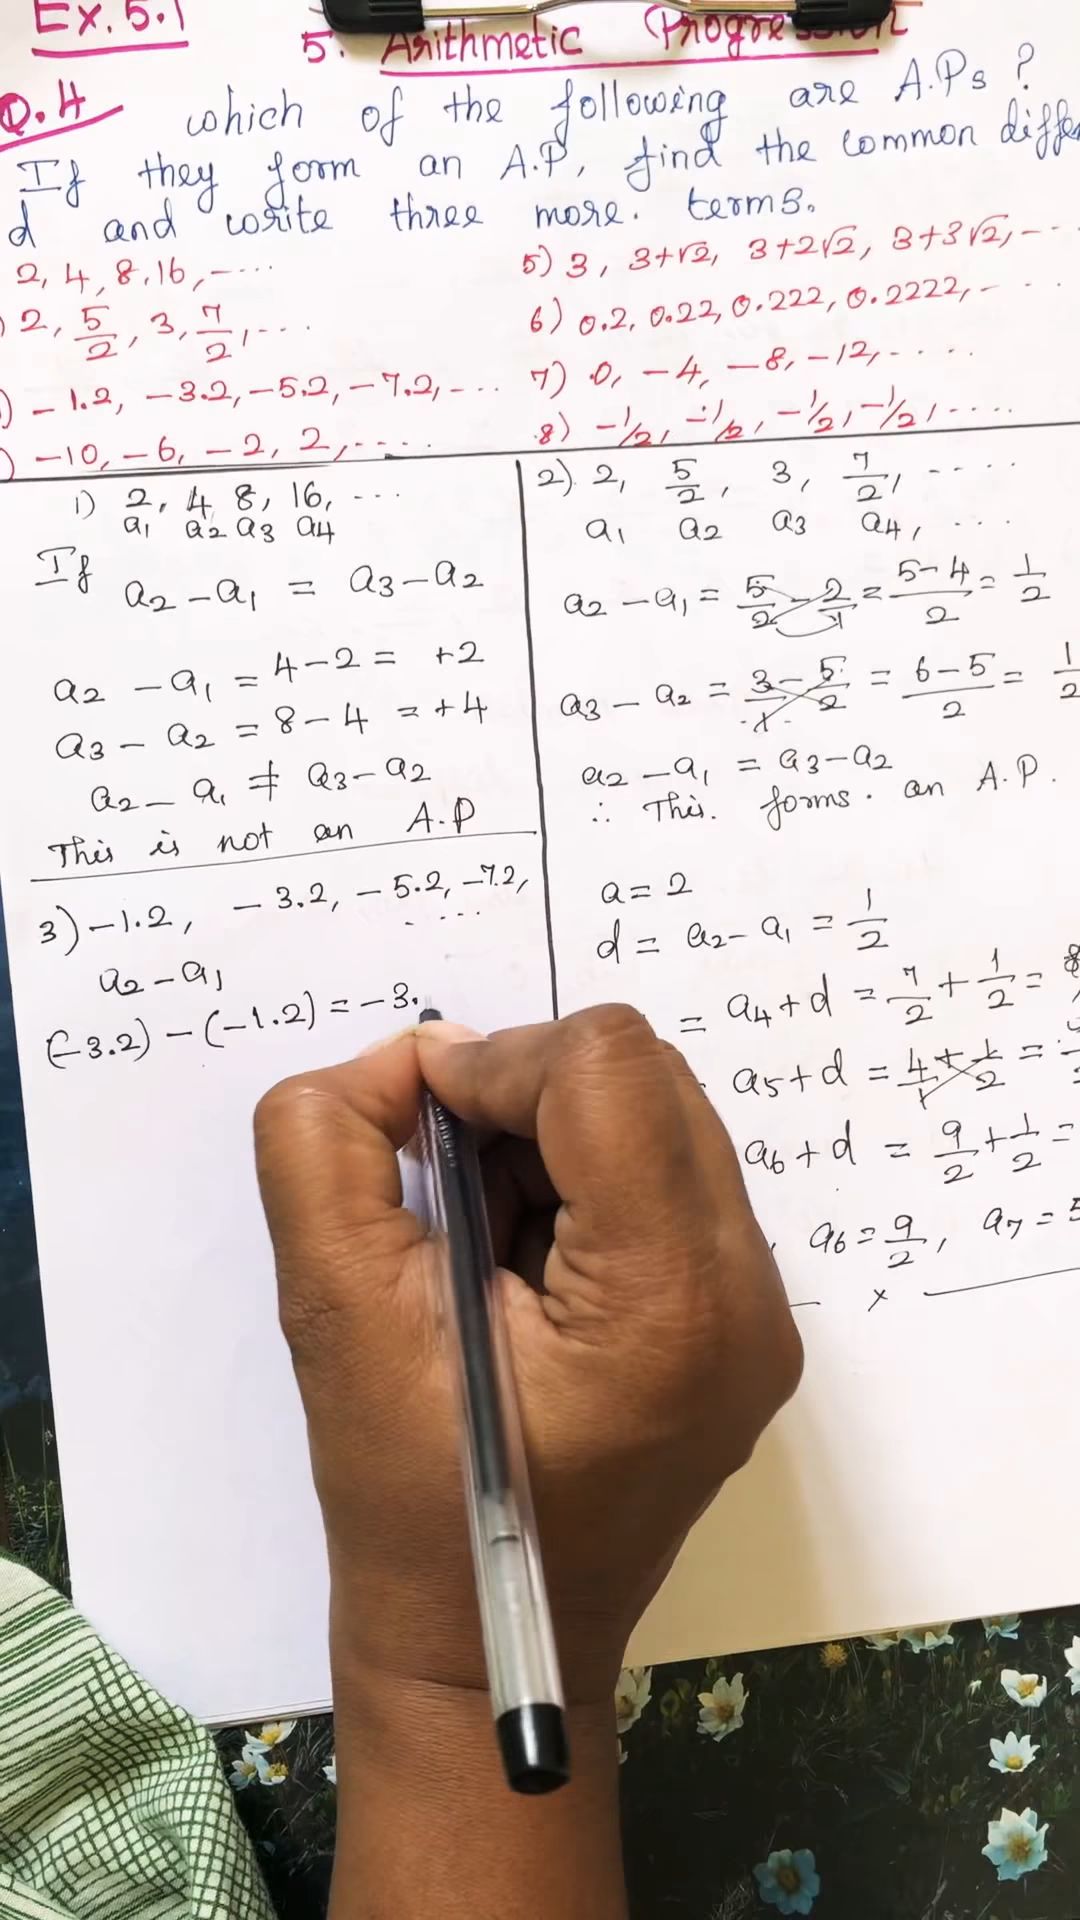 Ex. 5.1
5. Arithmetic Progression
Q.4 which of the following are A.Ps ?
If they form an A.P, find the common
d and write three more. terms.
2, 4, 8, 16, ----
) 2, 5/2, 3, 7/2, ...
) -1.2, -3.2, -5.2, -7.2, ...
) -10, -6, -2, 2, ----
5) 3, 3+√2, 3+2√2, 3+3√2, ---
6) 0.2, 0.22, 0.222, 0.2222, - ...
7) 0, -4, -8, -12, ....
8) -1/2, -1/2, -1/2, -1/2, ....
1) 2, 4, 8, 16, ---
a1 a2 a3 a4
If a2 - a1 = a3 - a2
a2 - a1 = 4 - 2 = +2
a3 - a2 = 8 - 4 = +4
a2 - a1 ≠ a3 - a2
This is not an A.P
3) -1.2, -3.2, -5.2, -7.2,
....
a2 - a1
(-3.2) - (-1.2) = -3.
2) 2, 5/2, 3, 7/2, ----
a1 a2 a3 a4, ...
a2 - a1 = 5/2 - 2/1 = 5-4/2 = 1/2
a3 - a2 = 3/1 - 5/2 = 6-5/2 = 1/2
a2 - a1 = a3 - a2
∴ This. forms. an A.P.
a = 2
d = a2 - a1 = 1/2
= a4 + d = 7/2 + 1/2 =
a5 + d = 4/1 + 1/2 =
a6 + d = 9/2 + 1/2 =
a6 = 9/2, a7 = 5
x